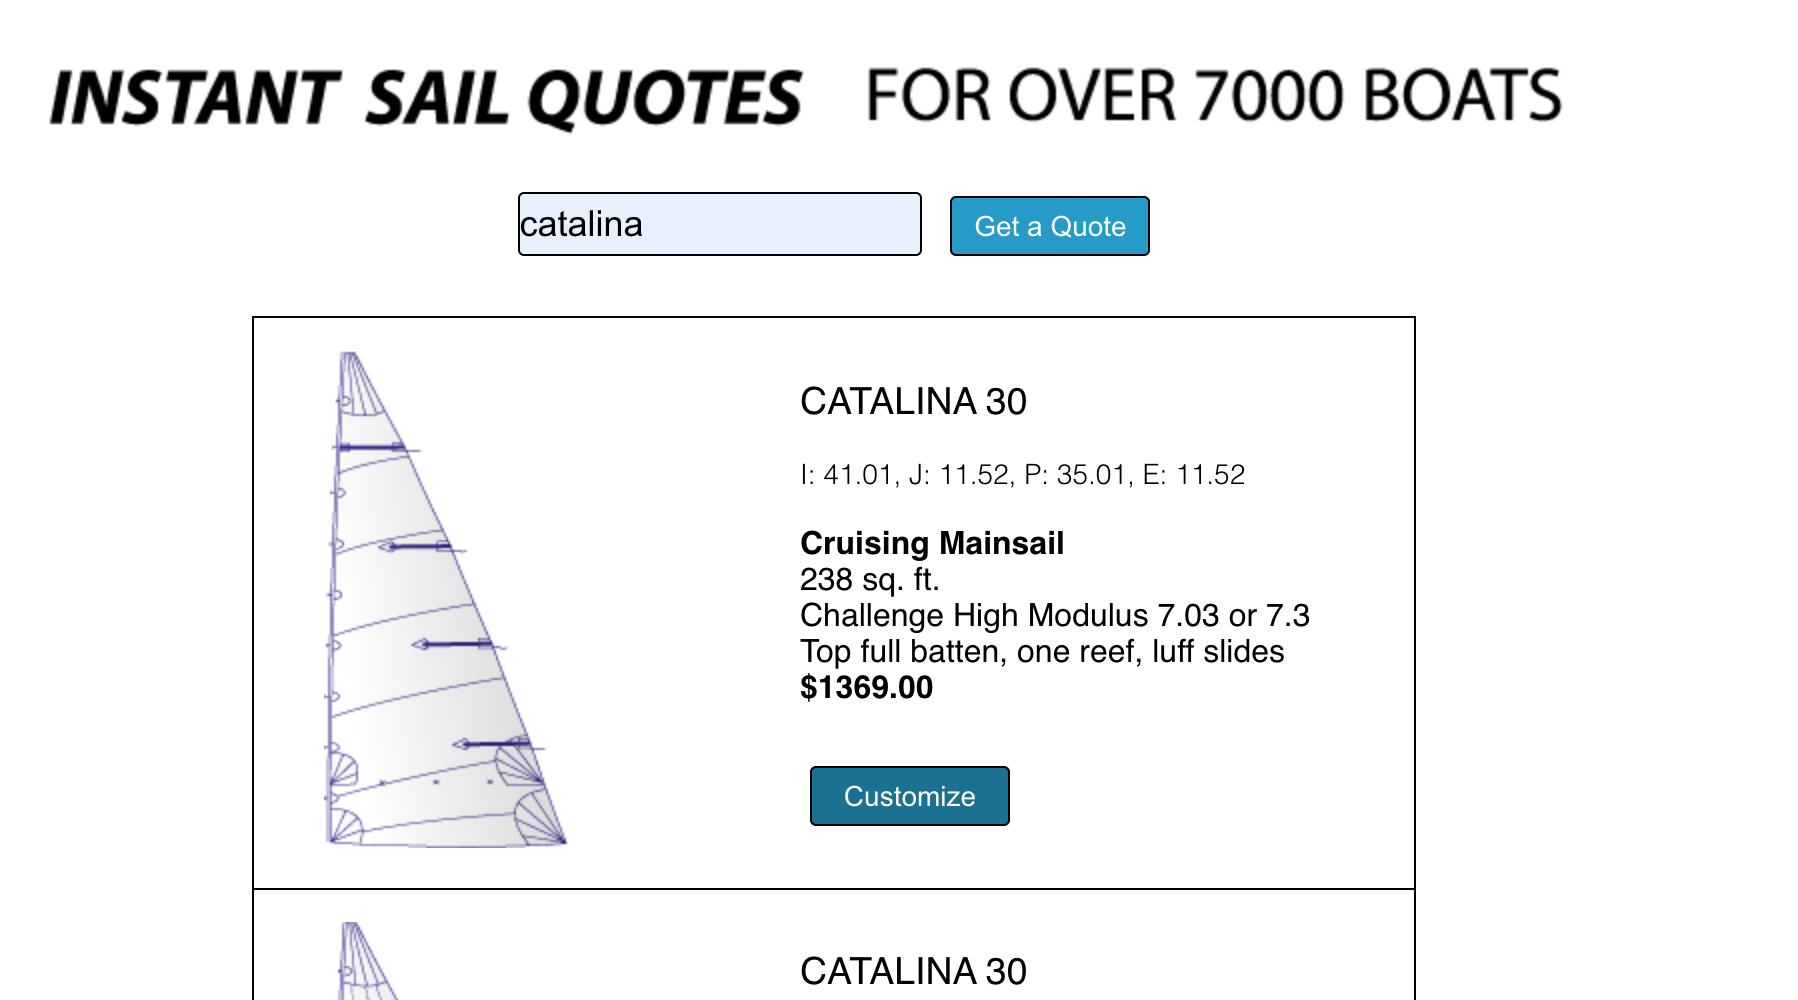 INSTANT SAIL QUOTES FOR OVER 7000 BOATS
catalina
Get a Quote
CATALINA 30
I: 41.01, J: 11.52, P: 35.01, E: 11.52
Cruising Mainsail
238 sq. ft.
Challenge High Modulus 7.03 or 7.3
Top full batten, one reef, luff slides
$1369.00
Customize
CATALINA 30